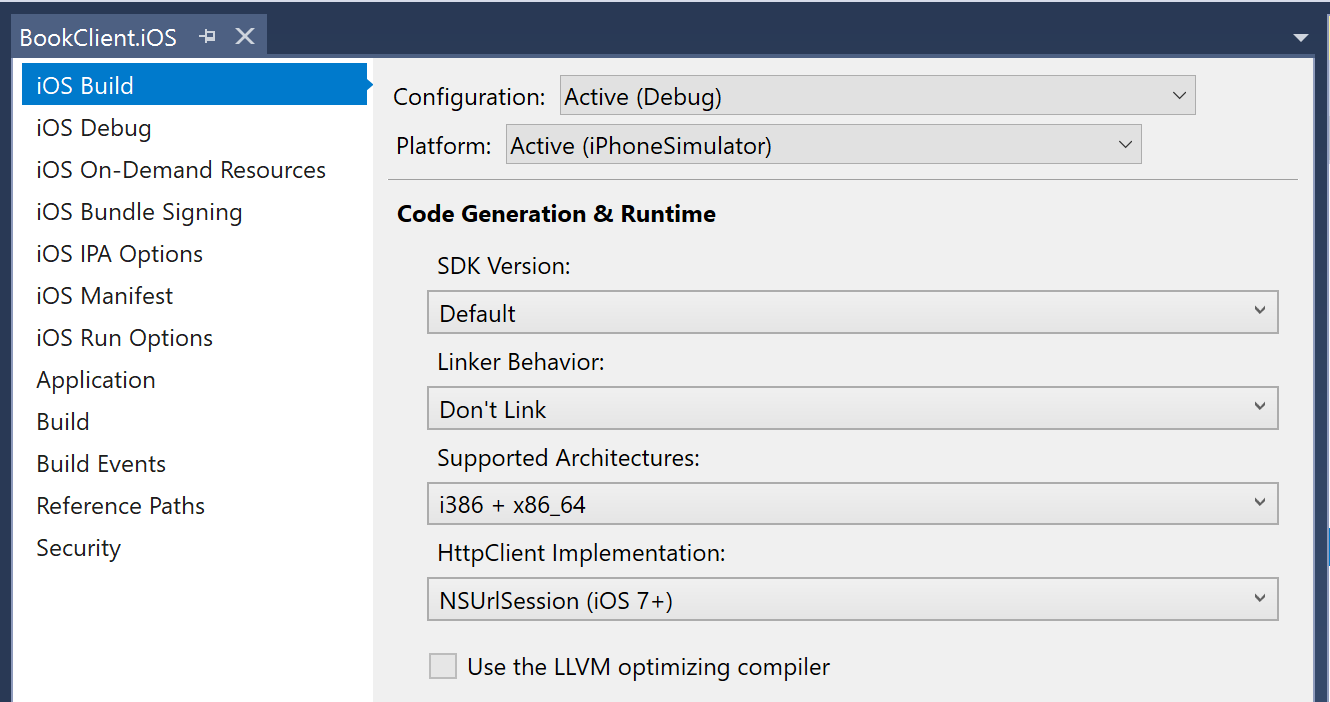 BookClient.iOS
iOS Build
iOS Debug
iOS On-Demand Resources
iOS Bundle Signing
iOS IPA Options
iOS Manifest
iOS Run Options
Application
Build
Build Events
Reference Paths
Security
Configuration: Active (Debug)
Platform: Active (iPhoneSimulator)
Code Generation & Runtime
SDK Version:
Default
Linker Behavior:
Don't Link
Supported Architectures:
i386 + x86_64
HttpClient Implementation:
NSUrlSession (iOS 7+)
Use the LLVM optimizing compiler